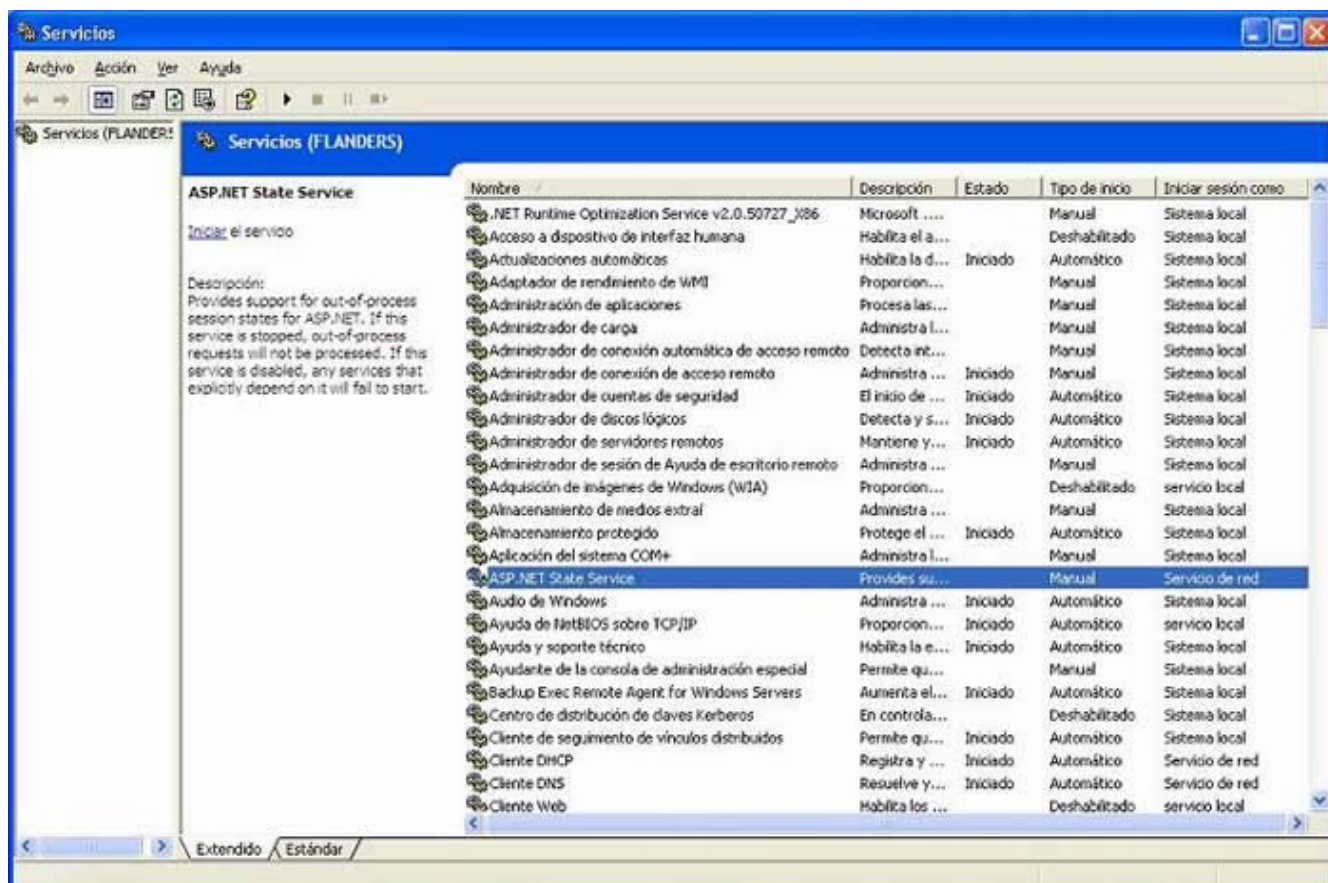 Servicios
Archivo Acción Ver Ayuda
Servicios (FLANDERS
Servicios (FLANDERS)
ASP.NET State Service
Iniciar el servicio
Descripción:
Provides support for out-of-process
session states for ASP.NET. If this
service is stopped, out-of-process
requests will not be processed. If this
service is disabled, any services that
explicitly depend on it will fail to start.
Nombre Descripción Estado Tipo de inicio Iniciar sesión como
.NET Runtime Optimization Service v2.0.50727_X86 Microsoft .... Manual Sistema local
Acceso a dispositivo de interfaz humana Habilita el a... Deshabilitado Sistema local
Actualizaciones automáticas Habilita la d... Iniciado Automático Sistema local
Adaptador de rendimiento de WMI Proporcion... Manual Sistema local
Administración de aplicaciones Procesa las... Manual Sistema local
Administrador de carga Administra l... Manual Sistema local
Administrador de conexión automática de acceso remoto Detecta int... Manual Sistema local
Administrador de conexión de acceso remoto Administra ... Iniciado Manual Sistema local
Administrador de cuentas de seguridad El inicio de ... Iniciado Automático Sistema local
Administrador de discos lógicos Detecta y s... Iniciado Automático Sistema local
Administrador de servidores remotos Mantiene y... Iniciado Automático Sistema local
Administrador de sesión de Ayuda de escritorio remoto Administra ... Manual Sistema local
Adquisición de imágenes de Windows (WIA) Proporcion... Deshabilitado servicio local
Almacenamiento de medios extraí Administra ... Manual Sistema local
Almacenamiento protegido Protege el ... Iniciado Automático Sistema local
Aplicación del sistema COM+ Administra l... Manual Sistema local
ASP.NET State Service Provides su... Manual Servicio de red
Audio de Windows Administra ... Iniciado Automático Sistema local
Ayuda de NetBIOS sobre TCP/IP Proporcion... Iniciado Automático servicio local
Ayuda y soporte técnico Habilita la e... Iniciado Automático Sistema local
Ayudante de la consola de administración especial Permite qu... Manual Sistema local
Backup Exec Remote Agent for Windows Servers Aumenta el... Iniciado Automático Sistema local
Centro de distribución de claves Kerberos En controla... Deshabilitado Sistema local
Cliente de seguimiento de vínculos distribuidos Permite qu... Iniciado Automático Sistema local
Cliente DHCP Registra y ... Iniciado Automático Servicio de red
Cliente DNS Resuelve y... Iniciado Automático Servicio de red
Cliente Web Habilita los ... Deshabilitado servicio local
Extendido Estándar